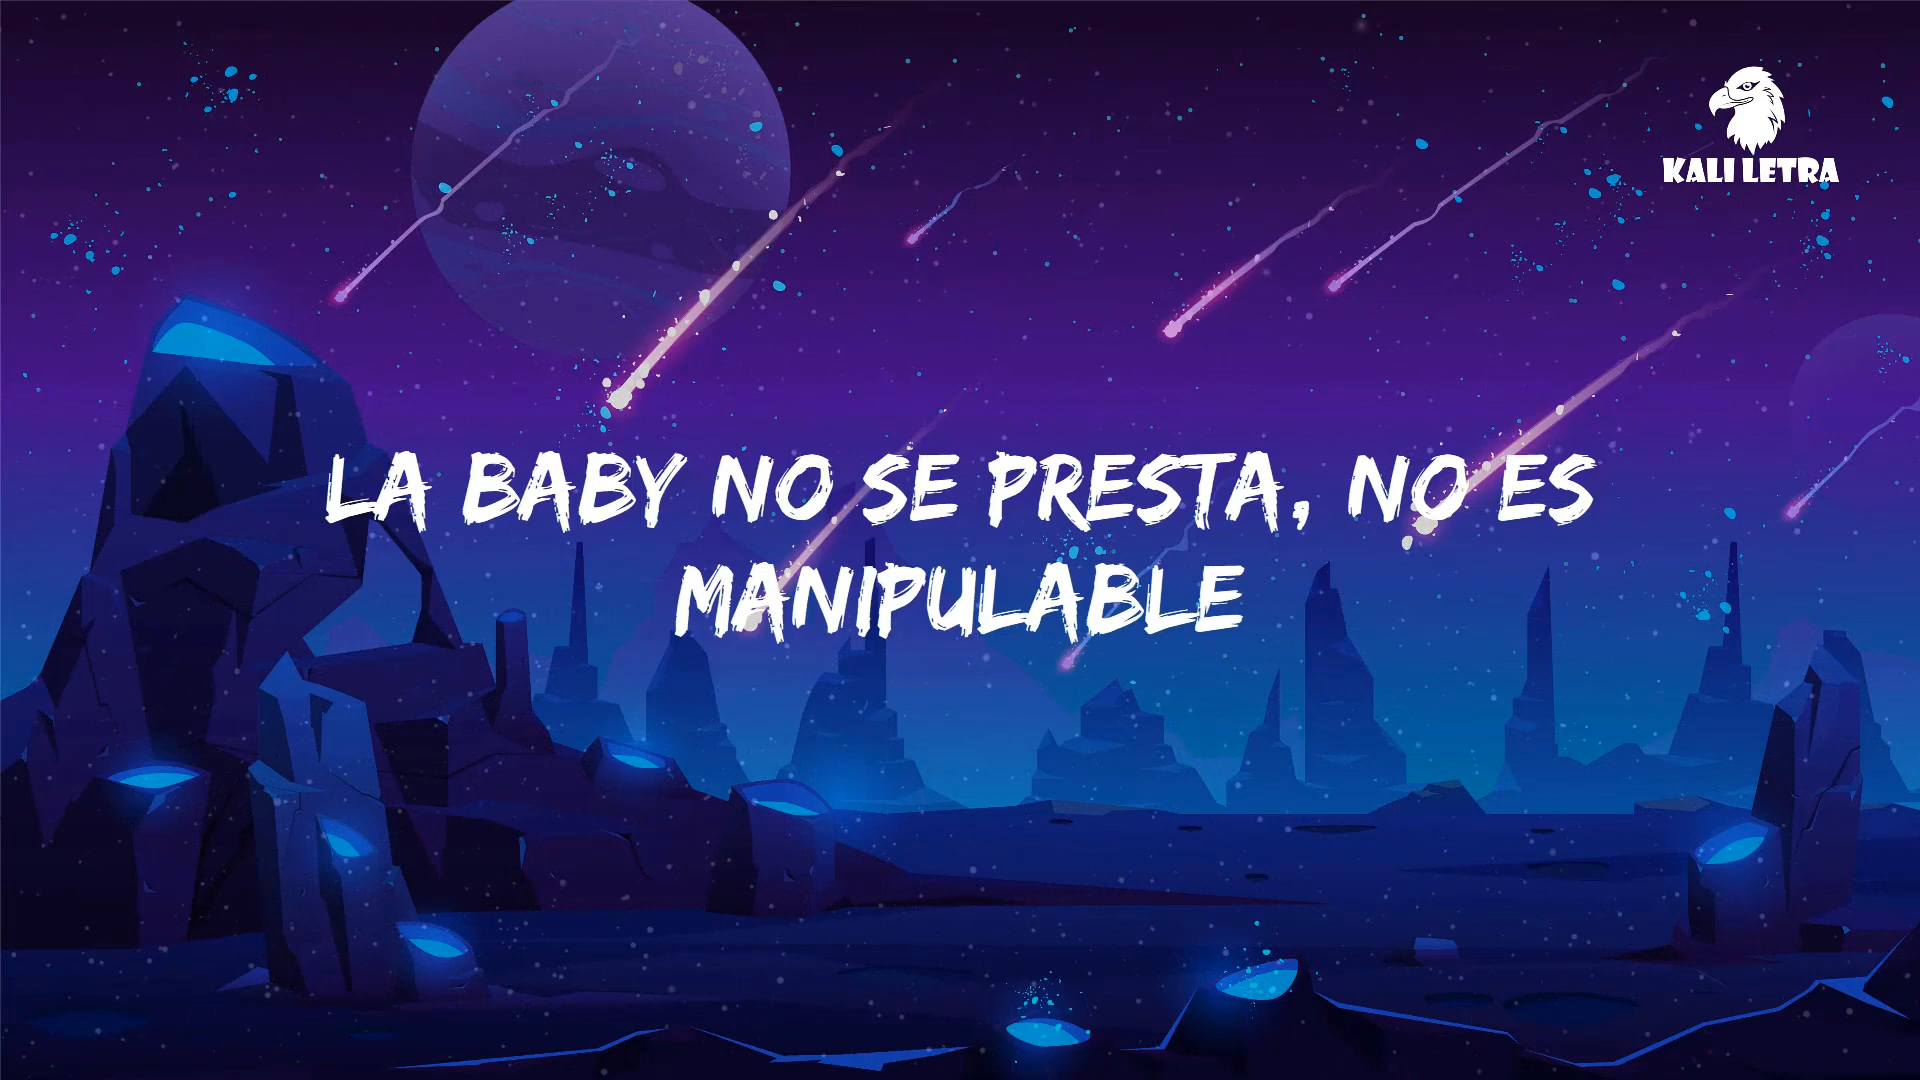 KALI LETRA
LA BABY NO SE PRESTA, NO ES
MANIPULABLE